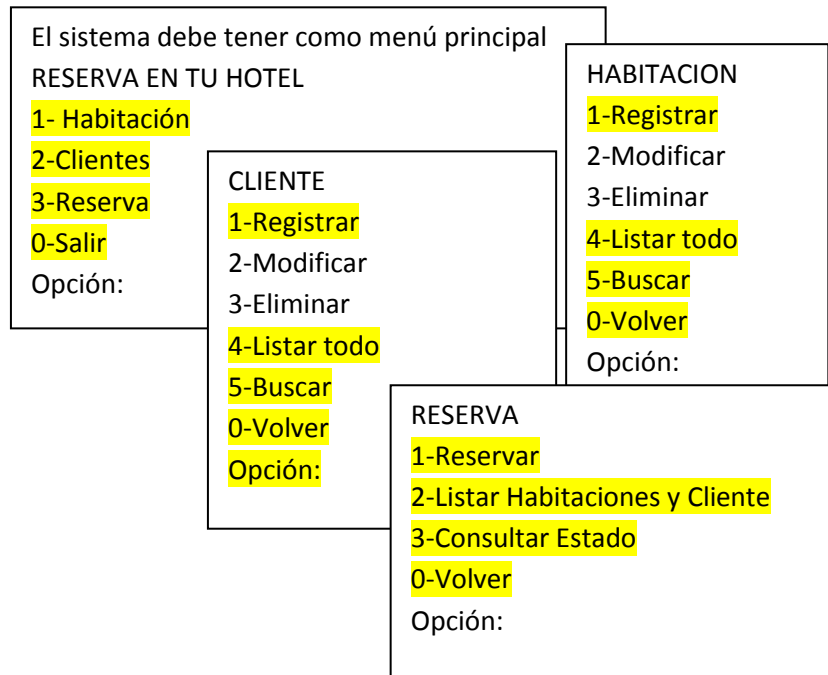 El sistema debe tener como menú principal
RESERVA EN TU HOTEL
1- Habitación
2-Clientes
3-Reserva
0-Salir
Opción:
HABITACION
1-Registrar
2-Modificar
3-Eliminar
4-Listar todo
5-Buscar
0-Volver
Opción:
CLIENTE
1-Registrar
2-Modificar
3-Eliminar
4-Listar todo
5-Buscar
0-Volver
Opción:
RESERVA
1-Reservar
2-Listar Habitaciones y Cliente
3-Consultar Estado
0-Volver
Opción: